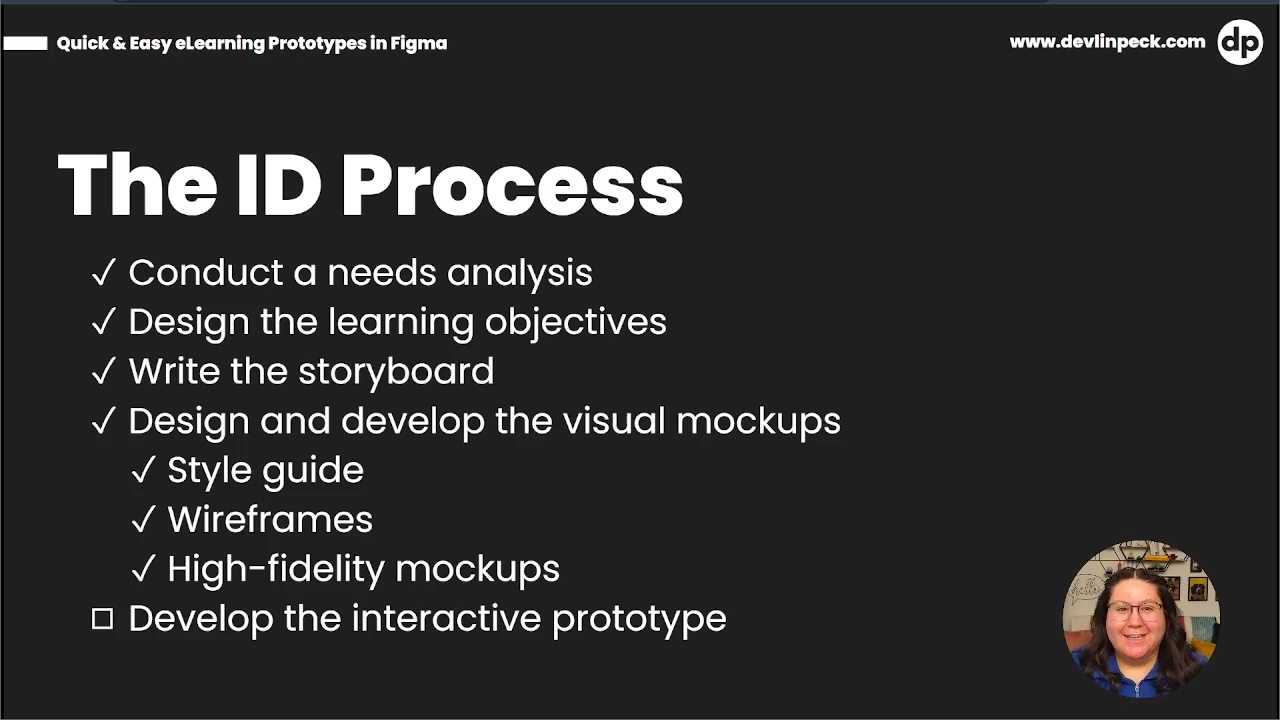 Quick & Easy eLearning Prototypes in Figma
www.devlinpeck.com dp
The ID Process
✓ Conduct a needs analysis
✓ Design the learning objectives
✓ Write the storyboard
✓ Design and develop the visual mockups
✓ Style guide
✓ Wireframes
✓ High-fidelity mockups
☐ Develop the interactive prototype
hello